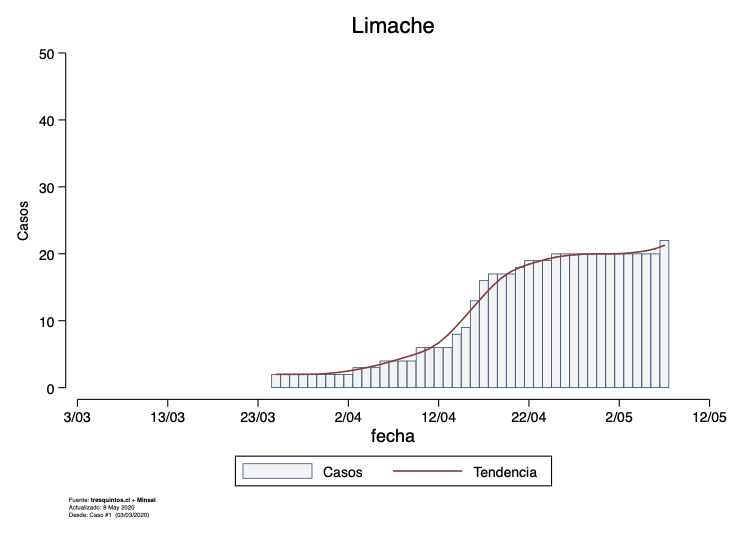 Limache
50
40
30
20
10
0
Casos
3/03 13/03 23/03 2/04 12/04 22/04 2/05 12/05
fecha
Casos Tendencia
Fuente: tresquintos.cl + Minsal
Actualizado: 8 May 2020
Desde: Caso #1 (03/03/2020)